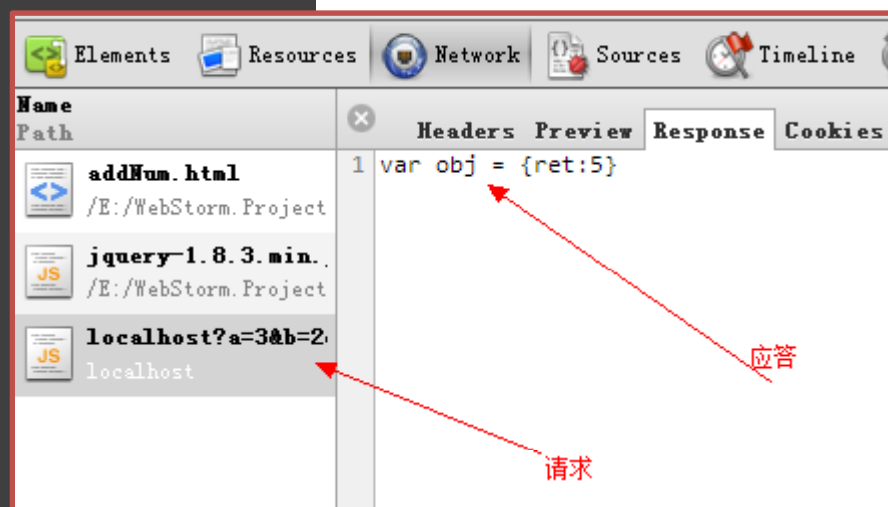 Elements Resources Network Sources Timeline
Name
Path
Headers Preview Response Cookies
addNum.html
/E:/WebStorm.Project
jquery-1.8.3.min.
/E:/WebStorm.Project
localhost?a=3&b=2
localhost
1 var obj = {ret:5}
应答
请求